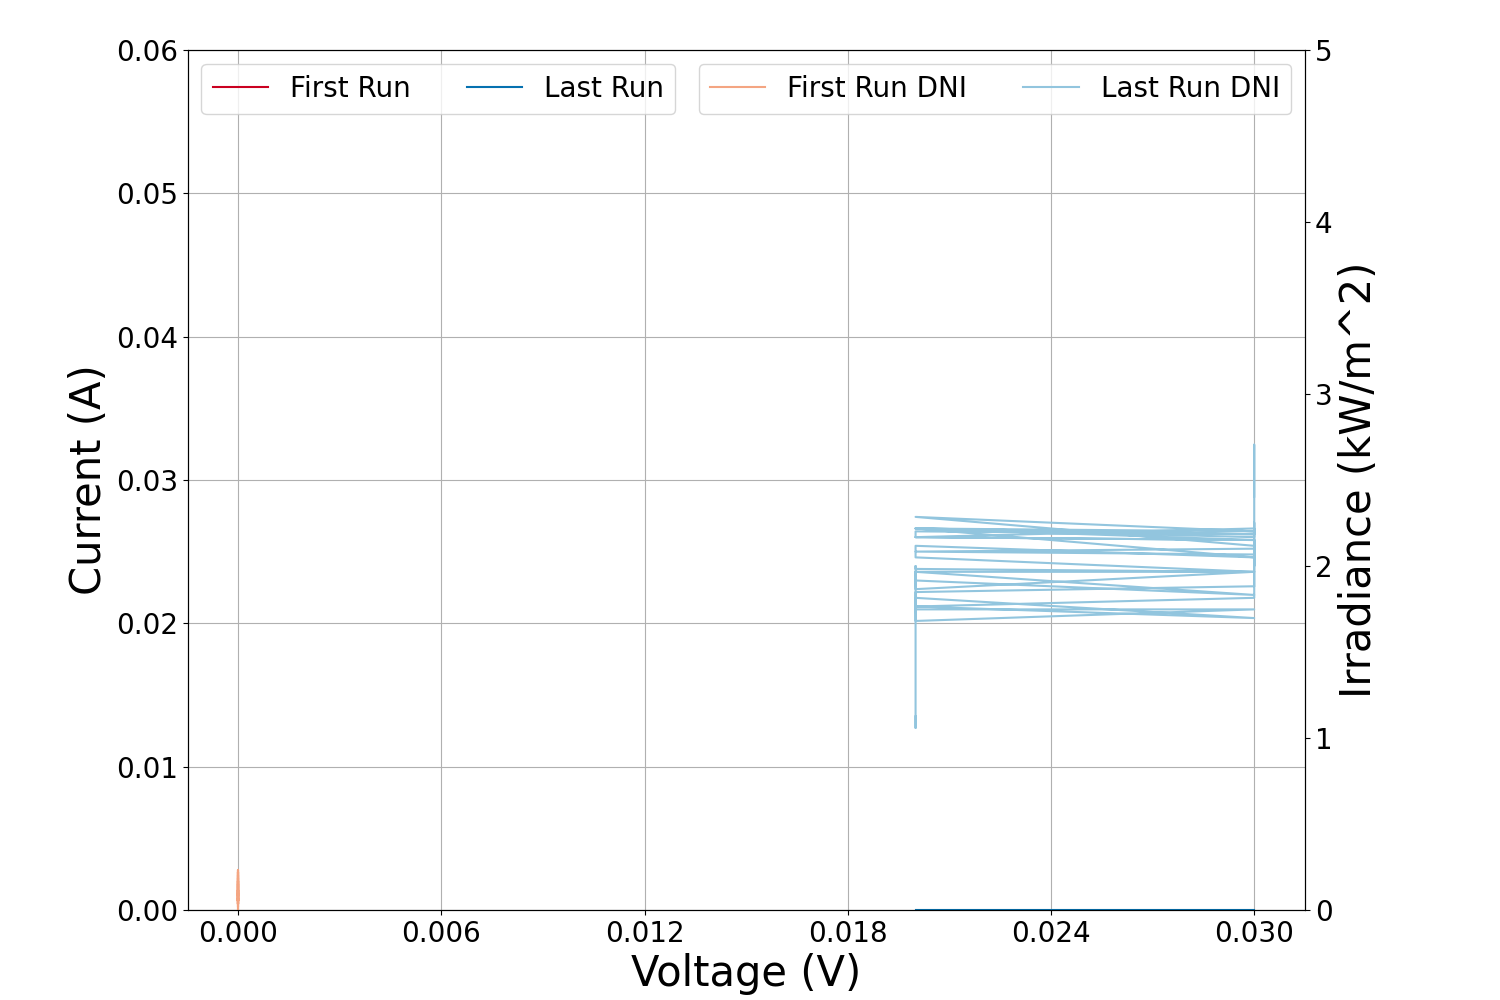 First Run
Last Run
First Run DNI
Last Run DNI
0.06
0.05
0.04
0.03
0.02
0.01
0.00
Current (A)
5
4
3
2
1
0
Irradiance (kW/m^2)
0.000 0.006 0.012 0.018 0.024 0.030
Voltage (V)